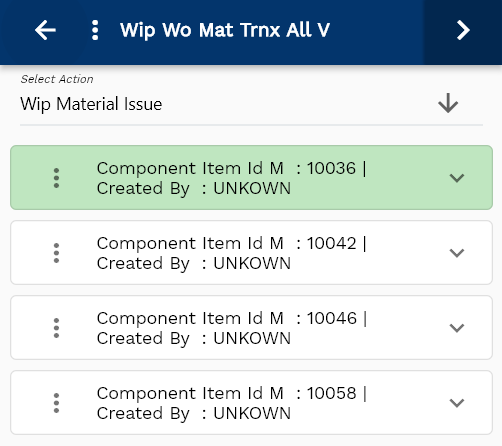 Wip Wo Mat Trnx All V
Select Action
Wip Material Issue
Component Item Id M : 10036 |
Created By : UNKOWN
Component Item Id M : 10042 |
Created By : UNKOWN
Component Item Id M : 10046 |
Created By : UNKOWN
Component Item Id M : 10058 |
Created By : UNKOWN